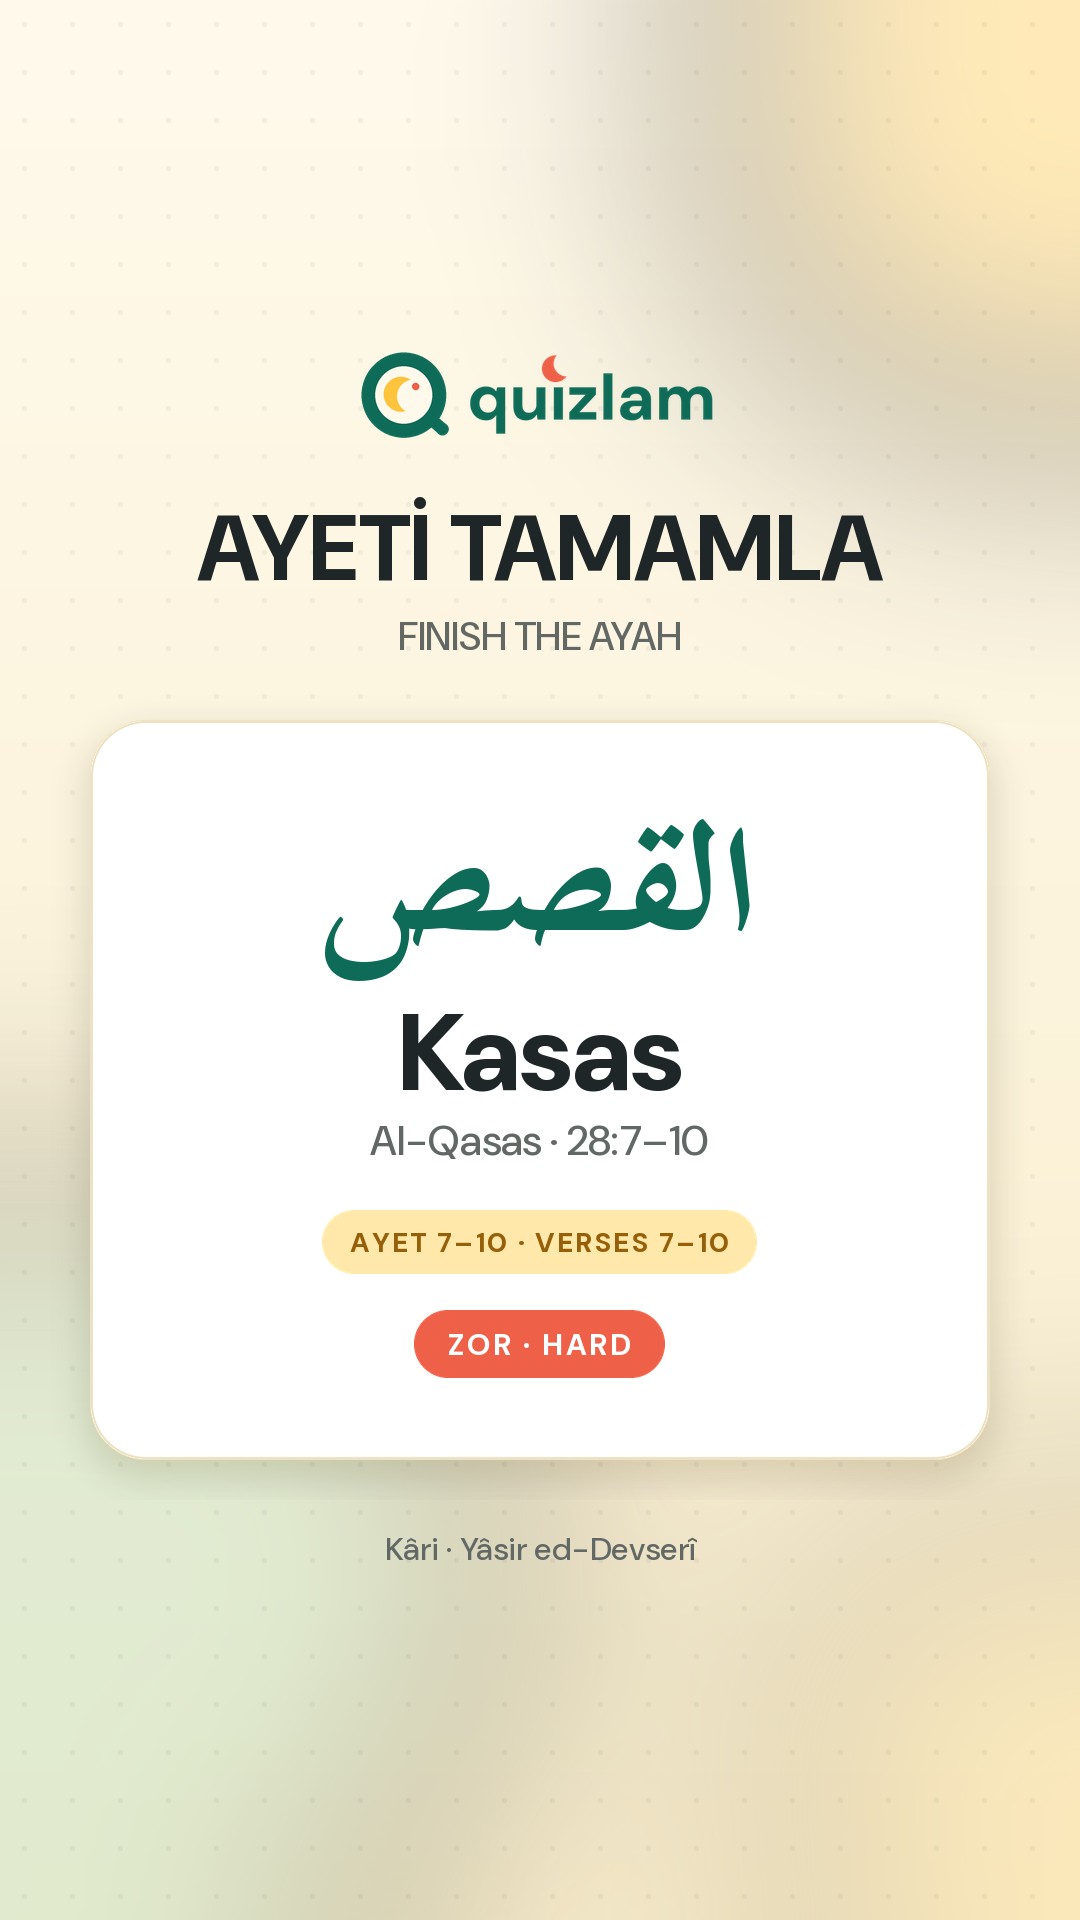 quizlam
AYETİ TAMAMLA
FINISH THE AYAH
القصص
Kasas
Al-Qasas · 28:7–10
AYET 7–10 · VERSES 7–10
ZOR · HARD
Kâri · Yâsir ed-Devserî